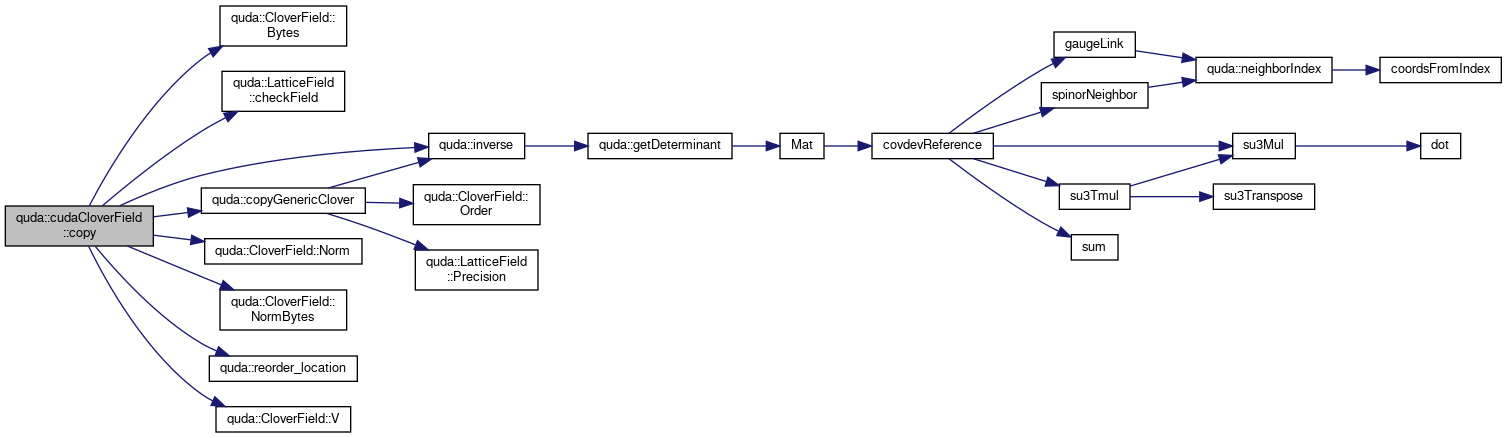 quda::cudaCloverField
::copy
quda::CloverField::
Bytes
quda::LatticeField
::checkField
quda::inverse
quda::copyGenericClover
quda::CloverField::Norm
quda::CloverField::
NormBytes
quda::reorder_location
quda::CloverField::V
quda::CloverField::
Order
quda::LatticeField
::Precision
quda::getDeterminant
Mat
covdevReference
gaugeLink
spinorNeighbor
su3Tmul
sum
quda::neighborIndex
su3Mul
su3Transpose
coordsFromIndex
dot